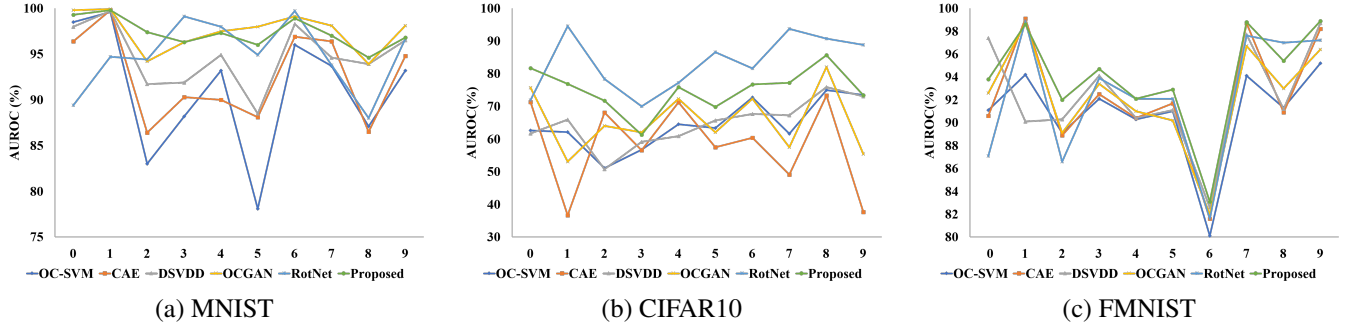 AUROC (%)
100
95
90
85
80
75
0 1 2 3 4 5 6 7 8 9
OC-SVM CAE DSVDD OCGAN RotNet Proposed
(a) MNIST
AUROC(%)
100
90
80
70
60
50
40
30
0 1 2 3 4 5 6 7 8 9
OC-SVM CAE DSVDD OCGAN RotNet Proposed
(b) CIFAR10
AUROC(%)
100
98
96
94
92
90
88
86
84
82
80
0 1 2 3 4 5 6 7 8 9
OC-SVM CAE DSVDD OCGAN RotNet Proposed
(c) FMNIST